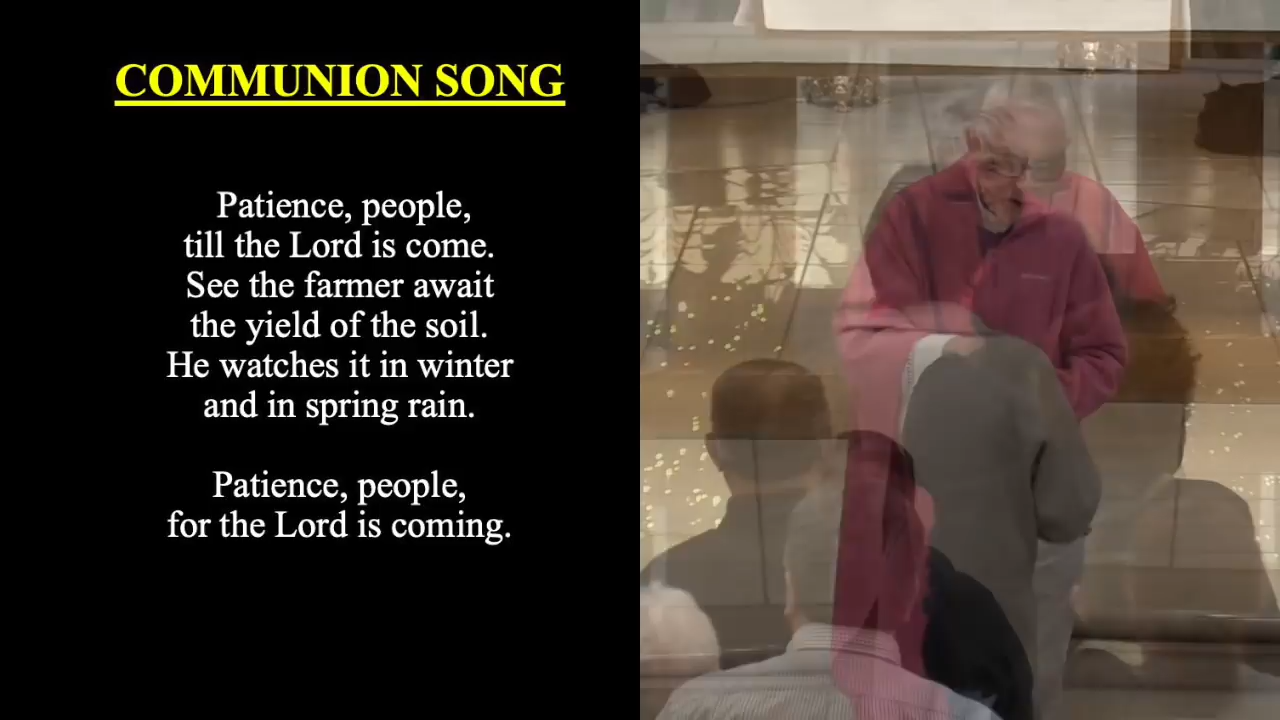 COMMUNION SONG
Patience, people,
till the Lord is come.
See the farmer await
the yield of the soil.
He watches it in winter
and in spring rain.
Patience, people,
for the Lord is coming.